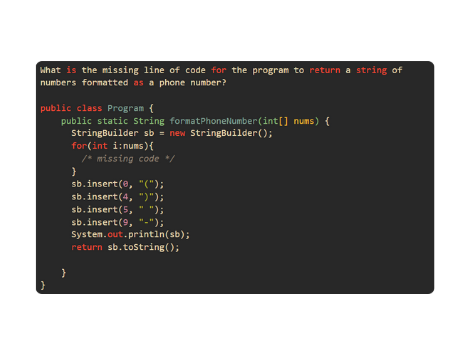 What is the missing line of code for the program to return a string of
numbers formatted as a phone number?
public class Program {
public static String formatPhoneNumber(int[] nums) {
StringBuilder sb = new StringBuilder();
for(int i:nums){
/* missing code */
}
sb.insert(0, "(");
sb.insert(4, ")");
sb.insert(5, " ");
sb.insert(9, "-");
System.out.println(sb);
return sb.toString();
}
}